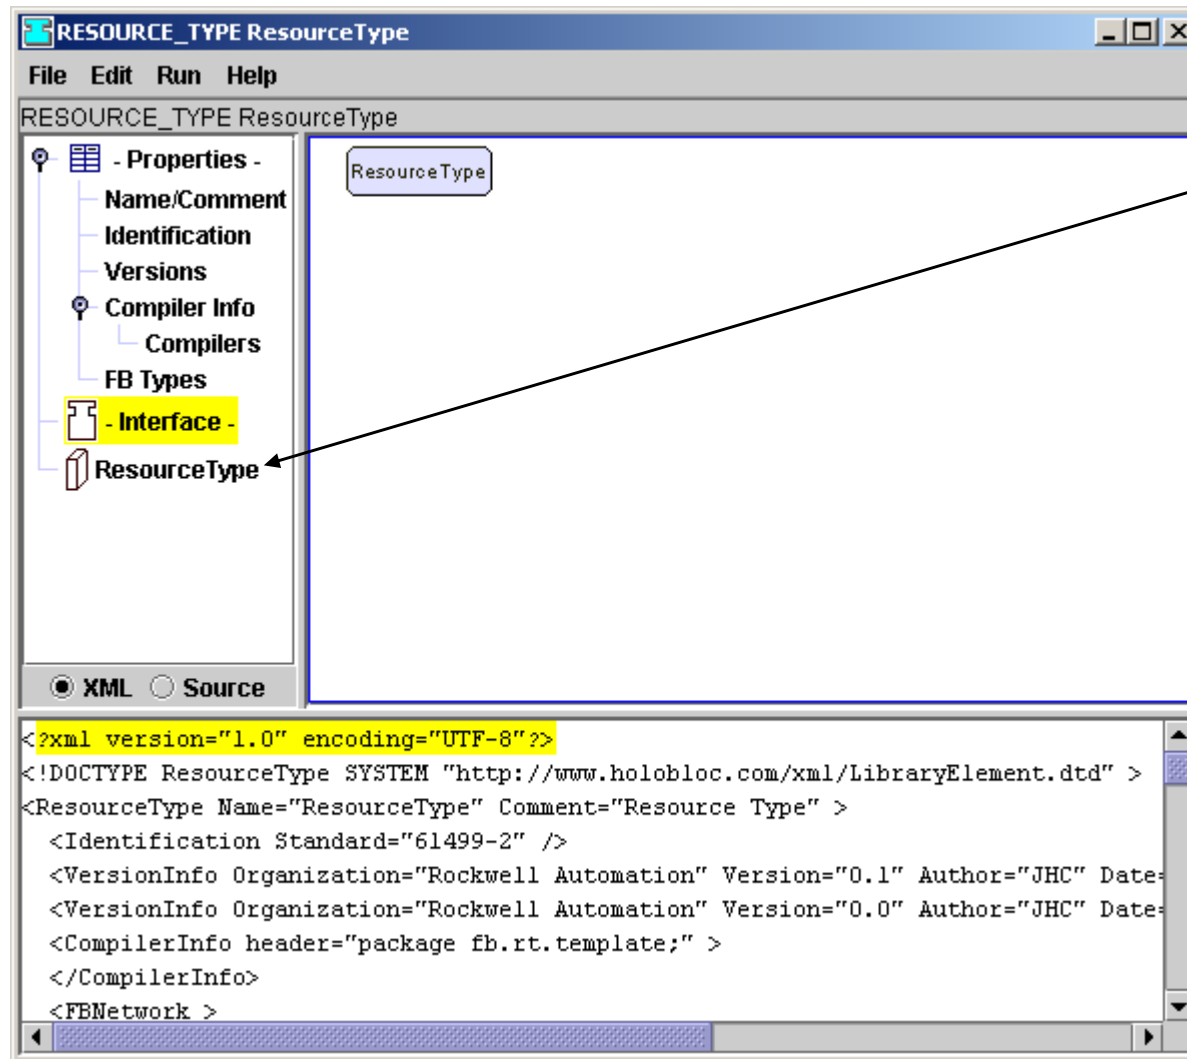 RESOURCE_TYPE ResourceType
File Edit Run Help
RESOURCE_TYPE ResourceType
- Properties -
Name/Comment
Identification
Versions
Compiler Info
Compilers
FB Types
- Interface -
ResourceType
XML Source
ResourceType
<?xml version="1.0" encoding="UTF-8"?>
<!DOCTYPE ResourceType SYSTEM "http://www.holobloc.com/xml/LibraryElement.dtd" >
<ResourceType Name="ResourceType" Comment="Resource Type" >
<Identification Standard="61499-2" />
<VersionInfo Organization="Rockwell Automation" Version="0.1" Author="JHC" Date=
<VersionInfo Organization="Rockwell Automation" Version="0.0" Author="JHC" Date=
<CompilerInfo header="package fb.rt.template;" >
</CompilerInfo>
<FBNetwork >